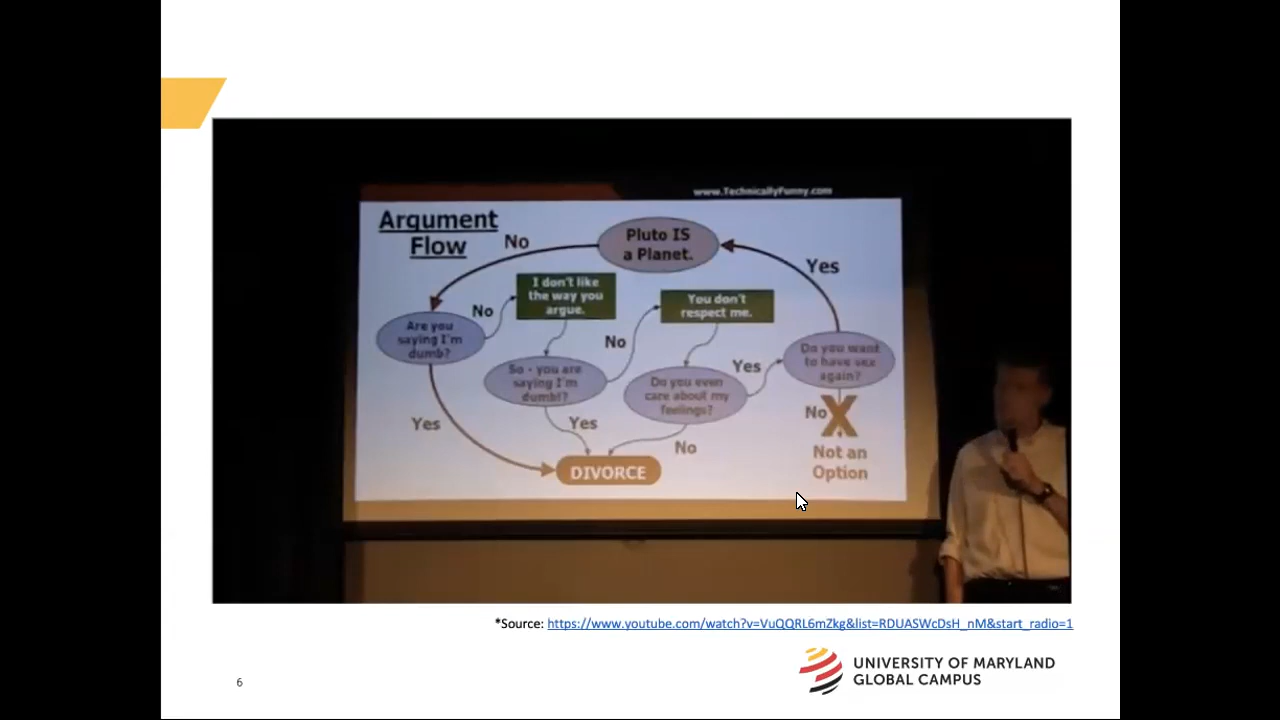 www.TechnicallyFunny.com
Argument
Flow
No
Pluto IS
a Planet.
Yes
I don't like
the way you
argue.
You don't
respect me.
No
Are you
saying I'm
dumb?
No
So - you are
saying I'm
dumb!?
Do you even
care about my
feelings?
Yes
Do you want
to have sex
again?
Yes
Yes
No
No
Not an
Option
DIVORCE
*Source: https://www.youtube.com/watch?v=VuQQRL6mZkg&list=RDUASWcDsH_nM&start_radio=1
6
UNIVERSITY OF MARYLAND
GLOBAL CAMPUS